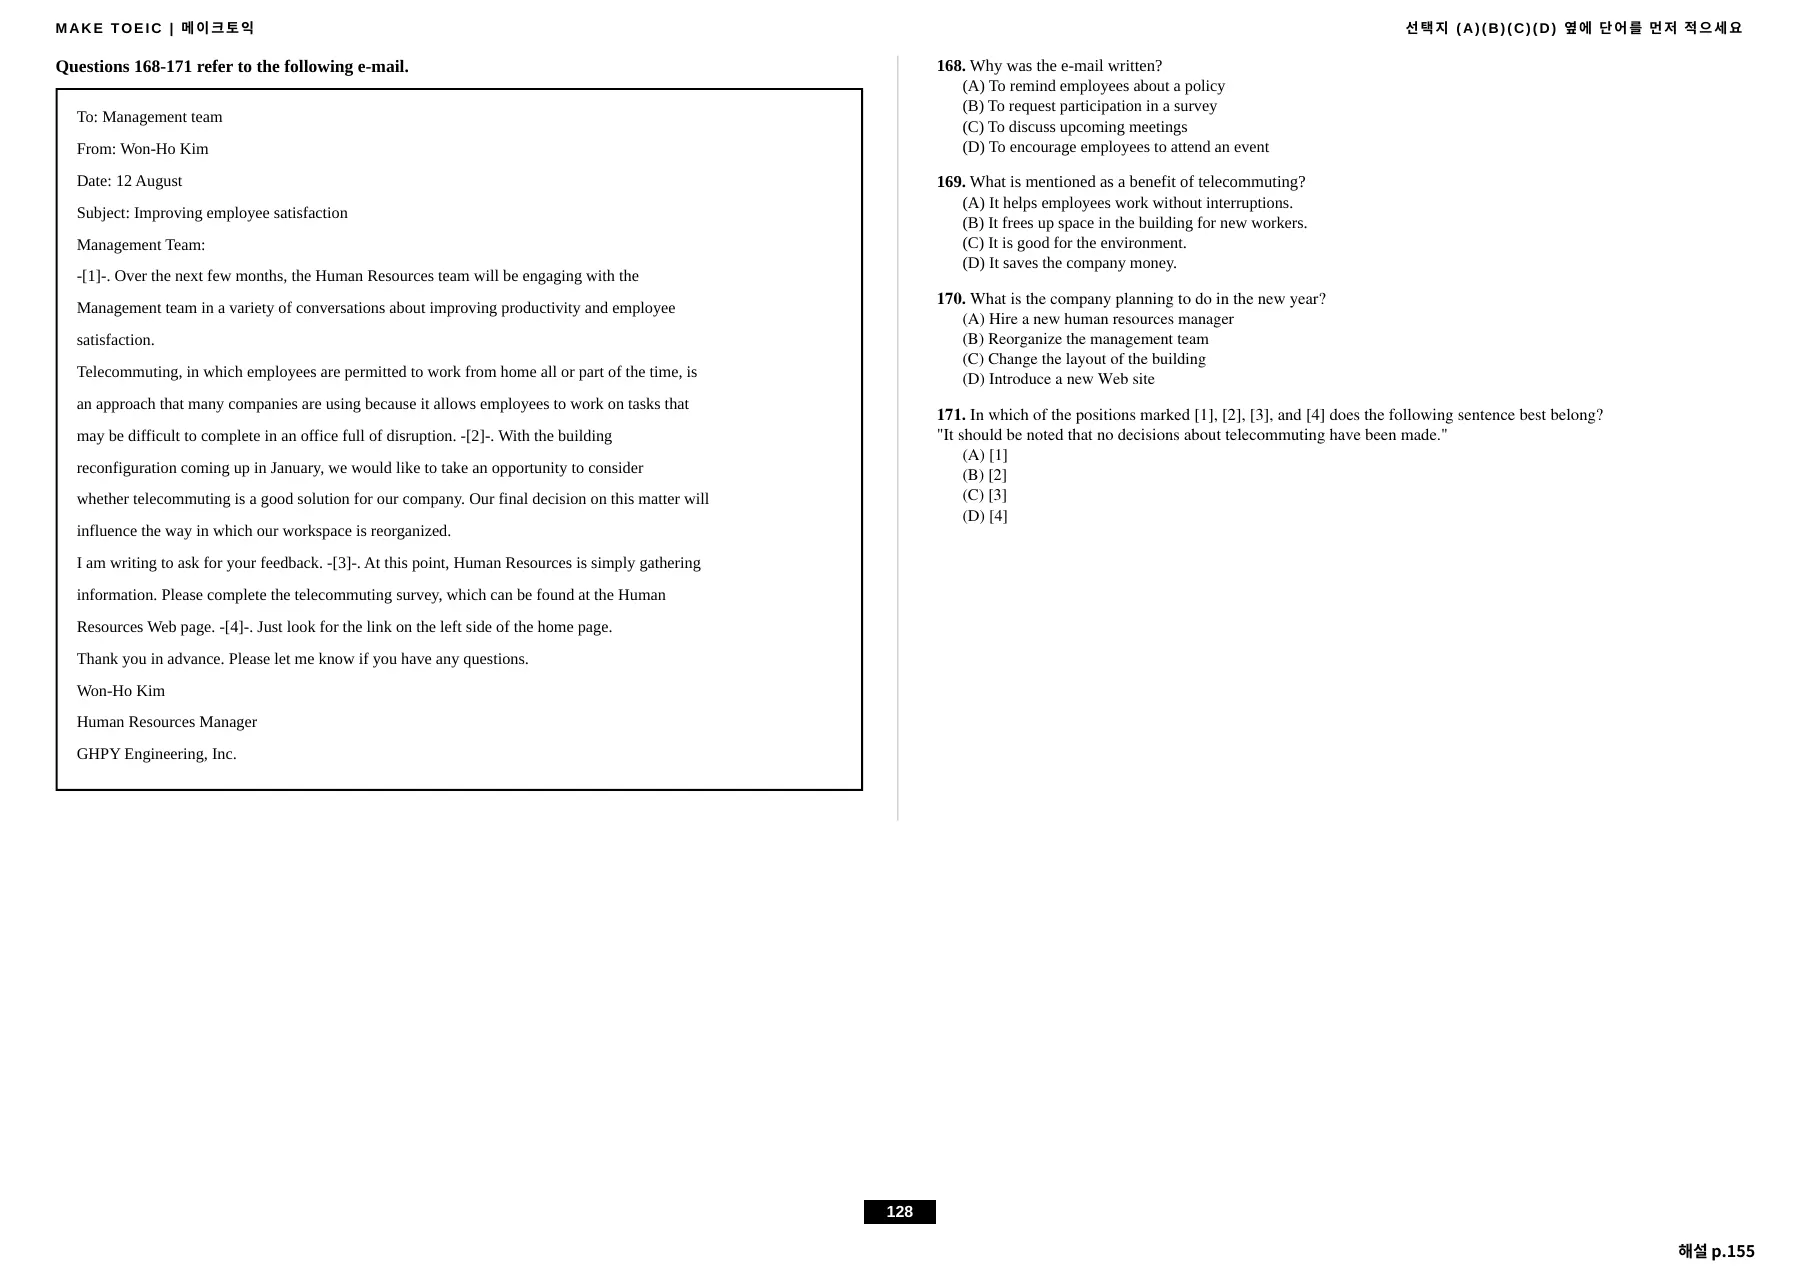 MAKE TOEIC | 메이크토익
선택지 (A)(B)(C)(D) 옆에 단어를 먼저 적으세요
Questions 168-171 refer to the following e-mail.
To: Management team
From: Won-Ho Kim
Date: 12 August
Subject: Improving employee satisfaction
Management Team:
-[1]-. Over the next few months, the Human Resources team will be engaging with the
Management team in a variety of conversations about improving productivity and employee
satisfaction.
Telecommuting, in which employees are permitted to work from home all or part of the time, is
an approach that many companies are using because it allows employees to work on tasks that
may be difficult to complete in an office full of disruption. -[2]-. With the building
reconfiguration coming up in January, we would like to take an opportunity to consider
whether telecommuting is a good solution for our company. Our final decision on this matter will
influence the way in which our workspace is reorganized.
I am writing to ask for your feedback. -[3]-. At this point, Human Resources is simply gathering
information. Please complete the telecommuting survey, which can be found at the Human
Resources Web page. -[4]-. Just look for the link on the left side of the home page.
Thank you in advance. Please let me know if you have any questions.
Won-Ho Kim
Human Resources Manager
GHPY Engineering, Inc.
168. Why was the e-mail written?
(A) To remind employees about a policy
(B) To request participation in a survey
(C) To discuss upcoming meetings
(D) To encourage employees to attend an event
169. What is mentioned as a benefit of telecommuting?
(A) It helps employees work without interruptions.
(B) It frees up space in the building for new workers.
(C) It is good for the environment.
(D) It saves the company money.
170. What is the company planning to do in the new year?
(A) Hire a new human resources manager
(B) Reorganize the management team
(C) Change the layout of the building
(D) Introduce a new Web site
171. In which of the positions marked [1], [2], [3], and [4] does the following sentence best belong?
"It should be noted that no decisions about telecommuting have been made."
(A) [1]
(B) [2]
(C) [3]
(D) [4]
128
해설 p.155